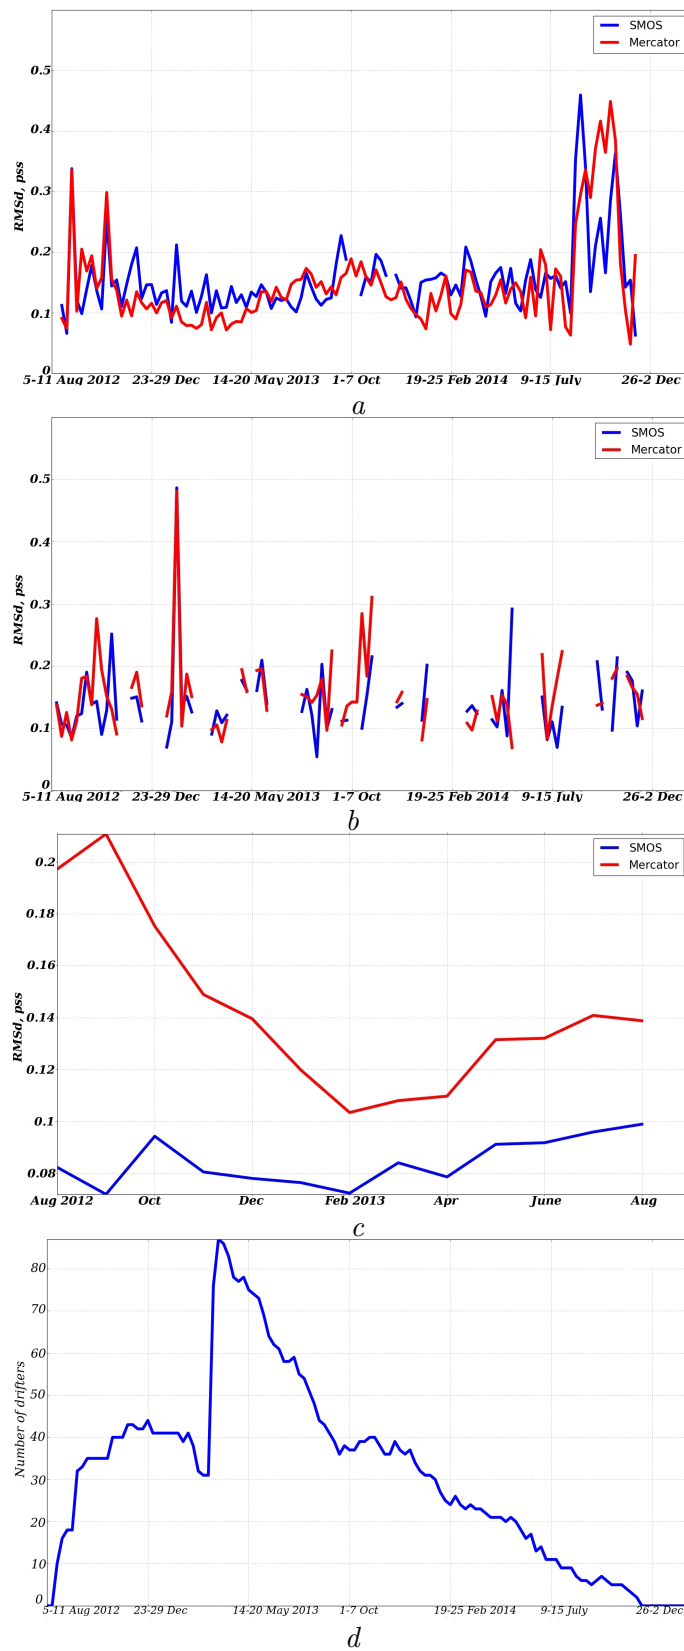 SMOS
Mercator
0.5
0.4
0.3
0.2
0.1
0
RMSd, pss
5-11 Aug 2012 23-29 Dec 14-20 May 2013 1-7 Oct 19-25 Feb 2014 9-15 July 26-2 Dec
a
SMOS
Mercator
0.5
0.4
0.3
0.2
0.1
0
RMSd, pss
5-11 Aug 2012 23-29 Dec 14-20 May 2013 1-7 Oct 19-25 Feb 2014 9-15 July 26-2 Dec
b
SMOS
Mercator
0.2
0.18
0.16
0.14
0.12
0.1
0.08
RMSd, pss
Aug 2012 Oct Dec Feb 2013 Apr June Aug
c
80
70
60
50
40
30
20
10
0
Number of drifters
5-11 Aug 2012 23-29 Dec 14-20 May 2013 1-7 Oct 19-25 Feb 2014 9-15 July 26-2 Dec
d